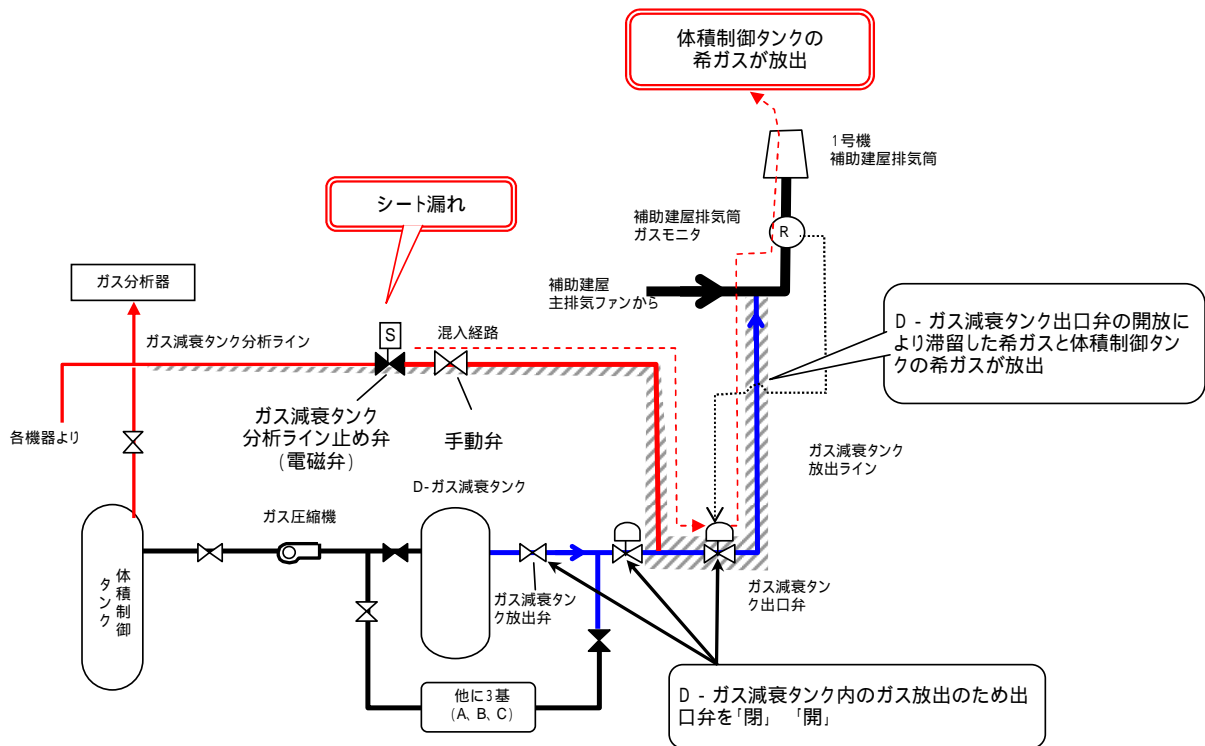 体積制御タンクの
希ガスが放出
1号機
補助建屋排気筒
シート漏れ
補助建屋排気筒
ガスモニタ
R
ガス分析器
補助建屋
主排気ファンから
D - ガス減衰タンク出口弁の開放に
より滞留した希ガスと体積制御タン
クの希ガスが放出
ガス減衰タンク分析ライン
S
混入経路
ガス減衰タンク
分析ライン止め弁
(電磁弁)
手動弁
各機器より
ガス減衰タンク
放出ライン
D-ガス減衰タンク
ガス圧縮機
体積制御
タンク
ガス減衰タン
ク放出弁
ガス減衰タン
ク出口弁
他に3基
(A、B、C)
D - ガス減衰タンク内のガス放出のため出
口弁を「閉」 「開」